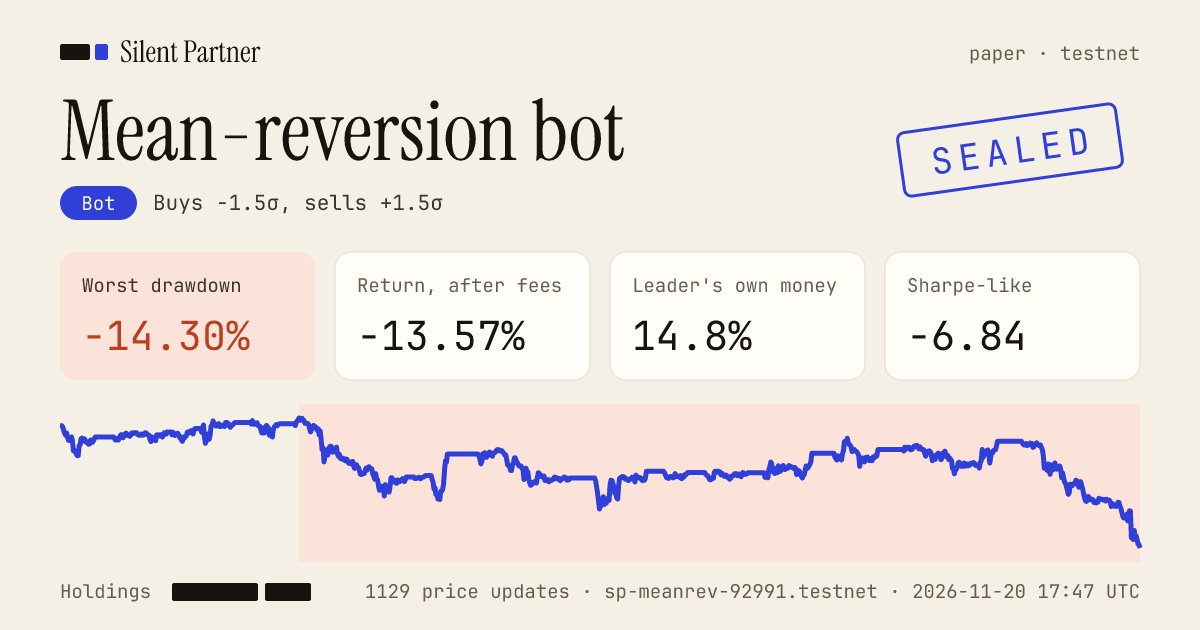 Silent Partner
paper · testnet
Mean-reversion bot
SEALED
Bot
Buys -1.5σ, sells +1.5σ
Worst drawdown
-14.30%
Return, after fees
-13.57%
Leader's own money
14.8%
Sharpe-like
-6.84
Holdings
1129 price updates · sp-meanrev-92991.testnet · 2026-11-20 17:47 UTC